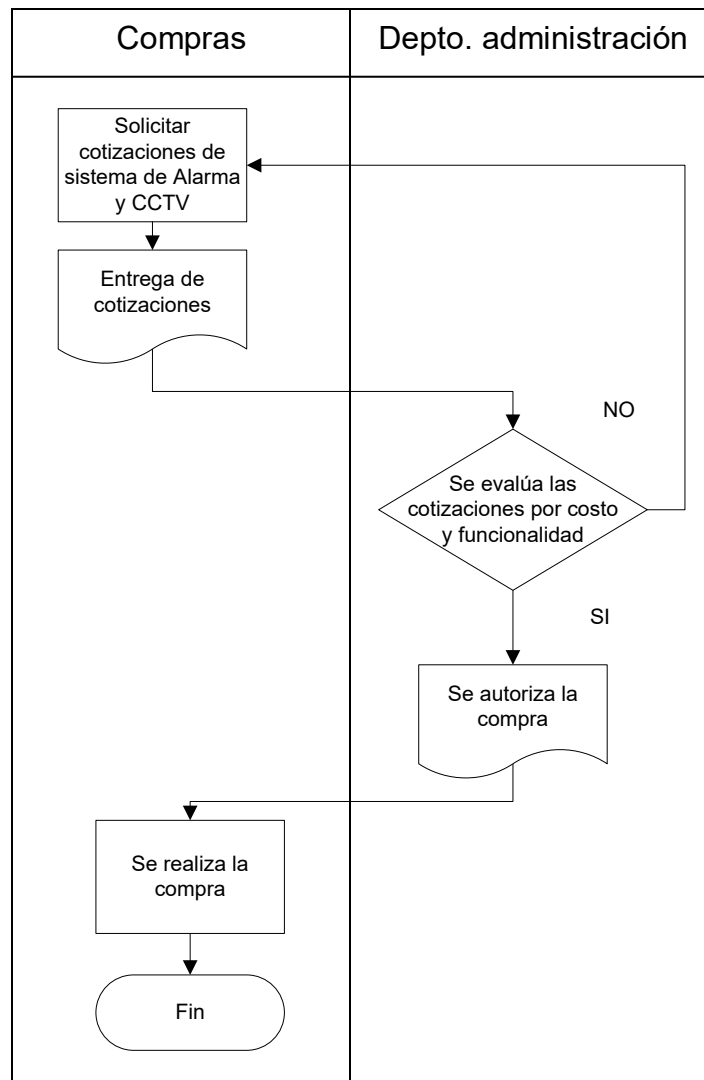 Compras
Depto. administración
Solicitar
cotizaciones de
sistema de Alarma
y CCTV
Entrega de
cotizaciones
NO
Se evalúa las
cotizaciones por costo
y funcionalidad
SI
Se autoriza la
compra
Se realiza la
compra
Fin